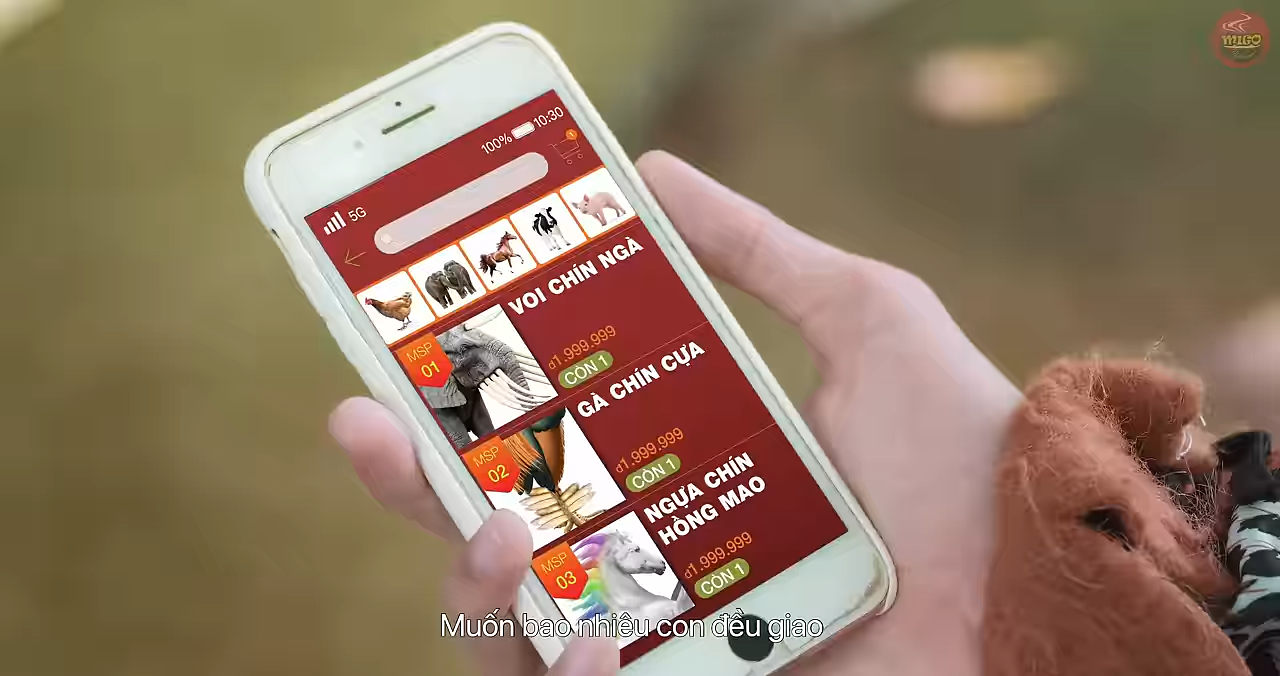 MIGO
5G
100%
10:30
1
VOI CHÍN NGÀ
MSP
01
đ1.999.999
CÒN 1
GÀ CHÍN CỰA
MSP
02
đ1.999.999
CÒN 1
NGỰA CHÍN
HỒNG MAO
MSP
03
đ1.999.999
CÒN 1
Muốn bao nhiêu con đều giao